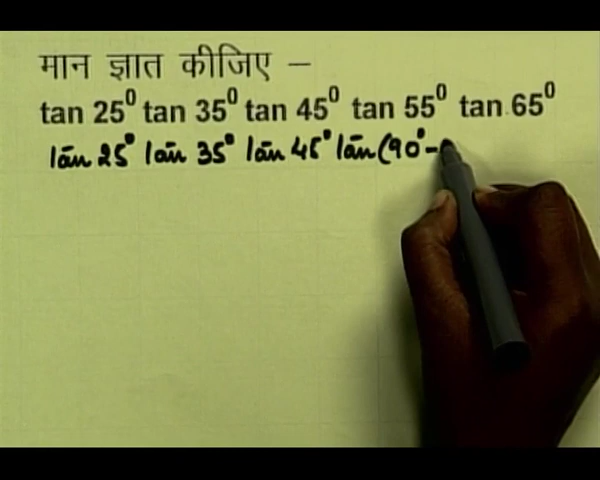 मान ज्ञात कीजिए –
tan 25⁰ tan 35⁰ tan 45⁰ tan 55⁰ tan 65⁰
tan 25° tan 35° tan 45° tan (90° –